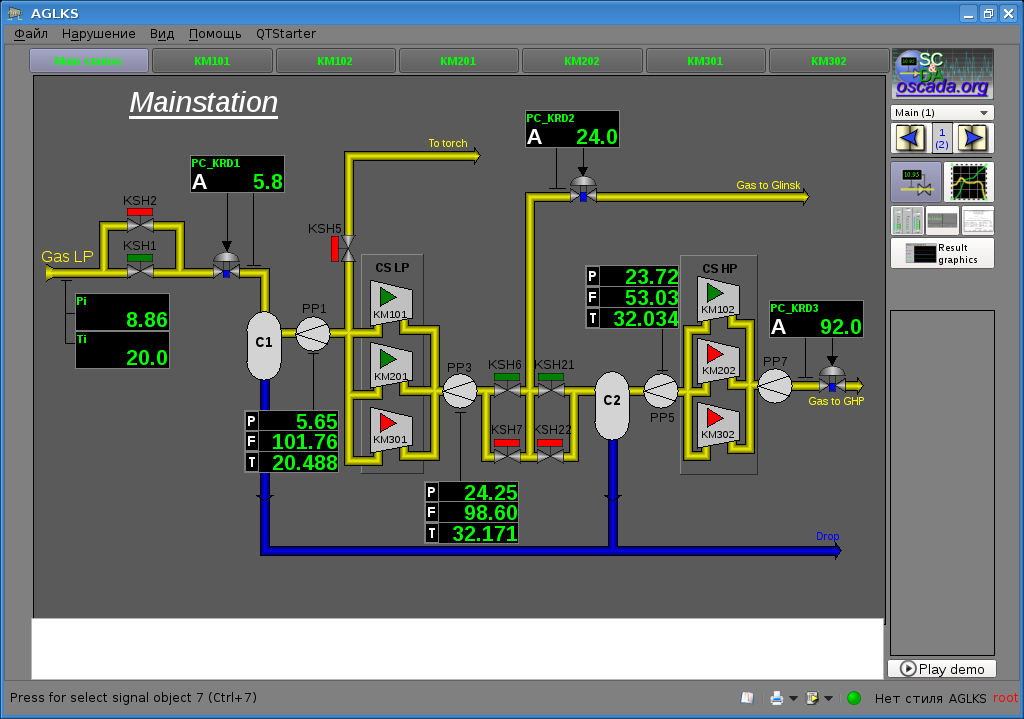 AGLKS
Файл Нарушение Вид Помощь QTStarter
Main station KM101 KM102 KM201 KM202 KM301 KM302
SC
&
DA
oscada.org
Main (1)
1
(2)
Result
graphics
Play demo
Mainstation
PC_KRD1
A 5.8
To torch
PC_KRD2
A 24.0
Gas to Glinsk
KSH2
KSH1
KSH5
Gas LP
Pi
8.86
Ti
20.0
C1
PP1
CS LP
KM101
KM201
KM301
P 5.65
F 101.76
T 20.488
PP3
P 24.25
F 98.60
T 32.171
KSH6 KSH21
KSH7 KSH22
C2
P 23.72
F 53.03
T 32.034
PP5
CS HP
KM102
KM202
KM302
PC_KRD3
A 92.0
PP7
Gas to GHP
Drop
Press for select signal object 7 (Ctrl+7)
Нет стиля AGLKS root